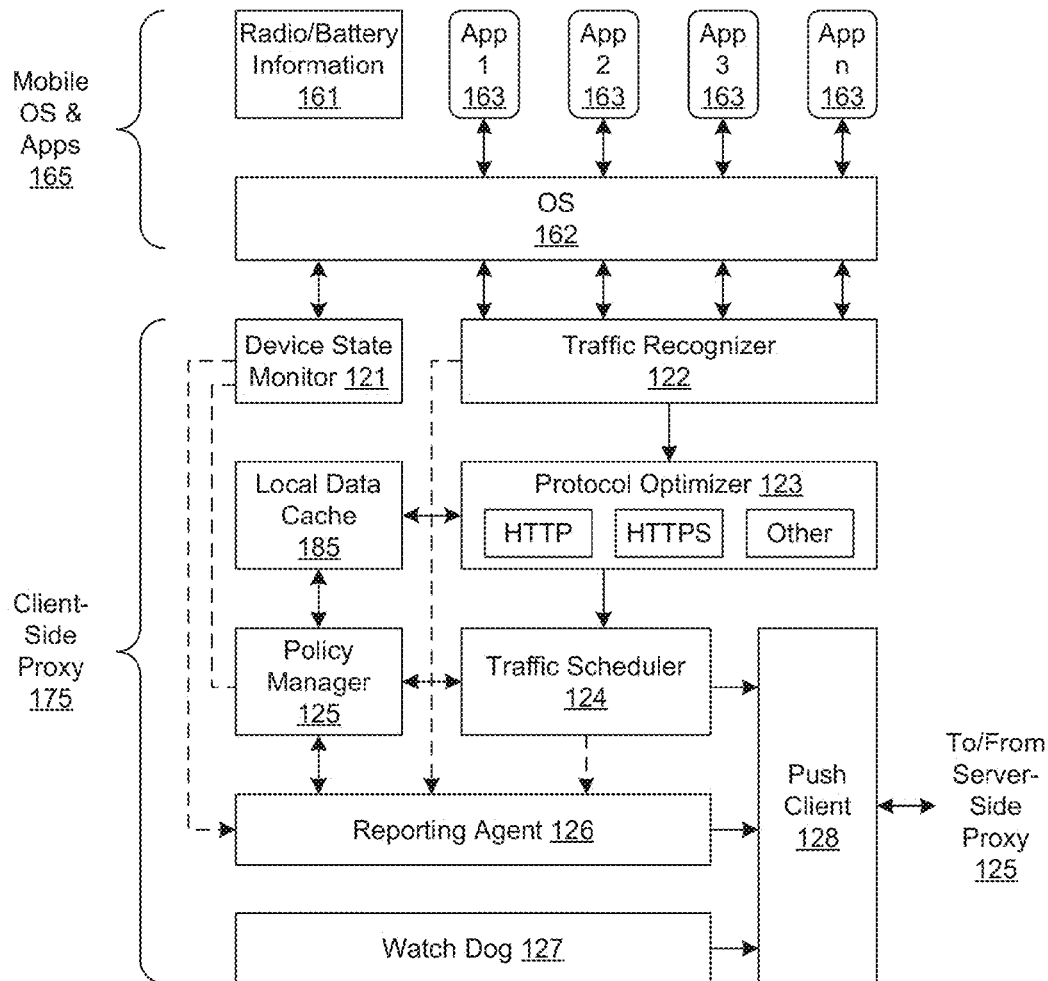 Radio/Battery
Information
161
App
1
163
App
2
163
App
3
163
App
n
163
Mobile
OS &
Apps
165
OS
162
Device State
Monitor 121
Traffic Recognizer
122
Local Data
Cache
185
Protocol Optimizer 123
HTTP
HTTPS
Other
Client-
Side
Proxy
175
Policy
Manager
125
Traffic Scheduler
124
Push
Client
128
To/From
Server-
Side
Proxy
125
Reporting Agent 126
Watch Dog 127